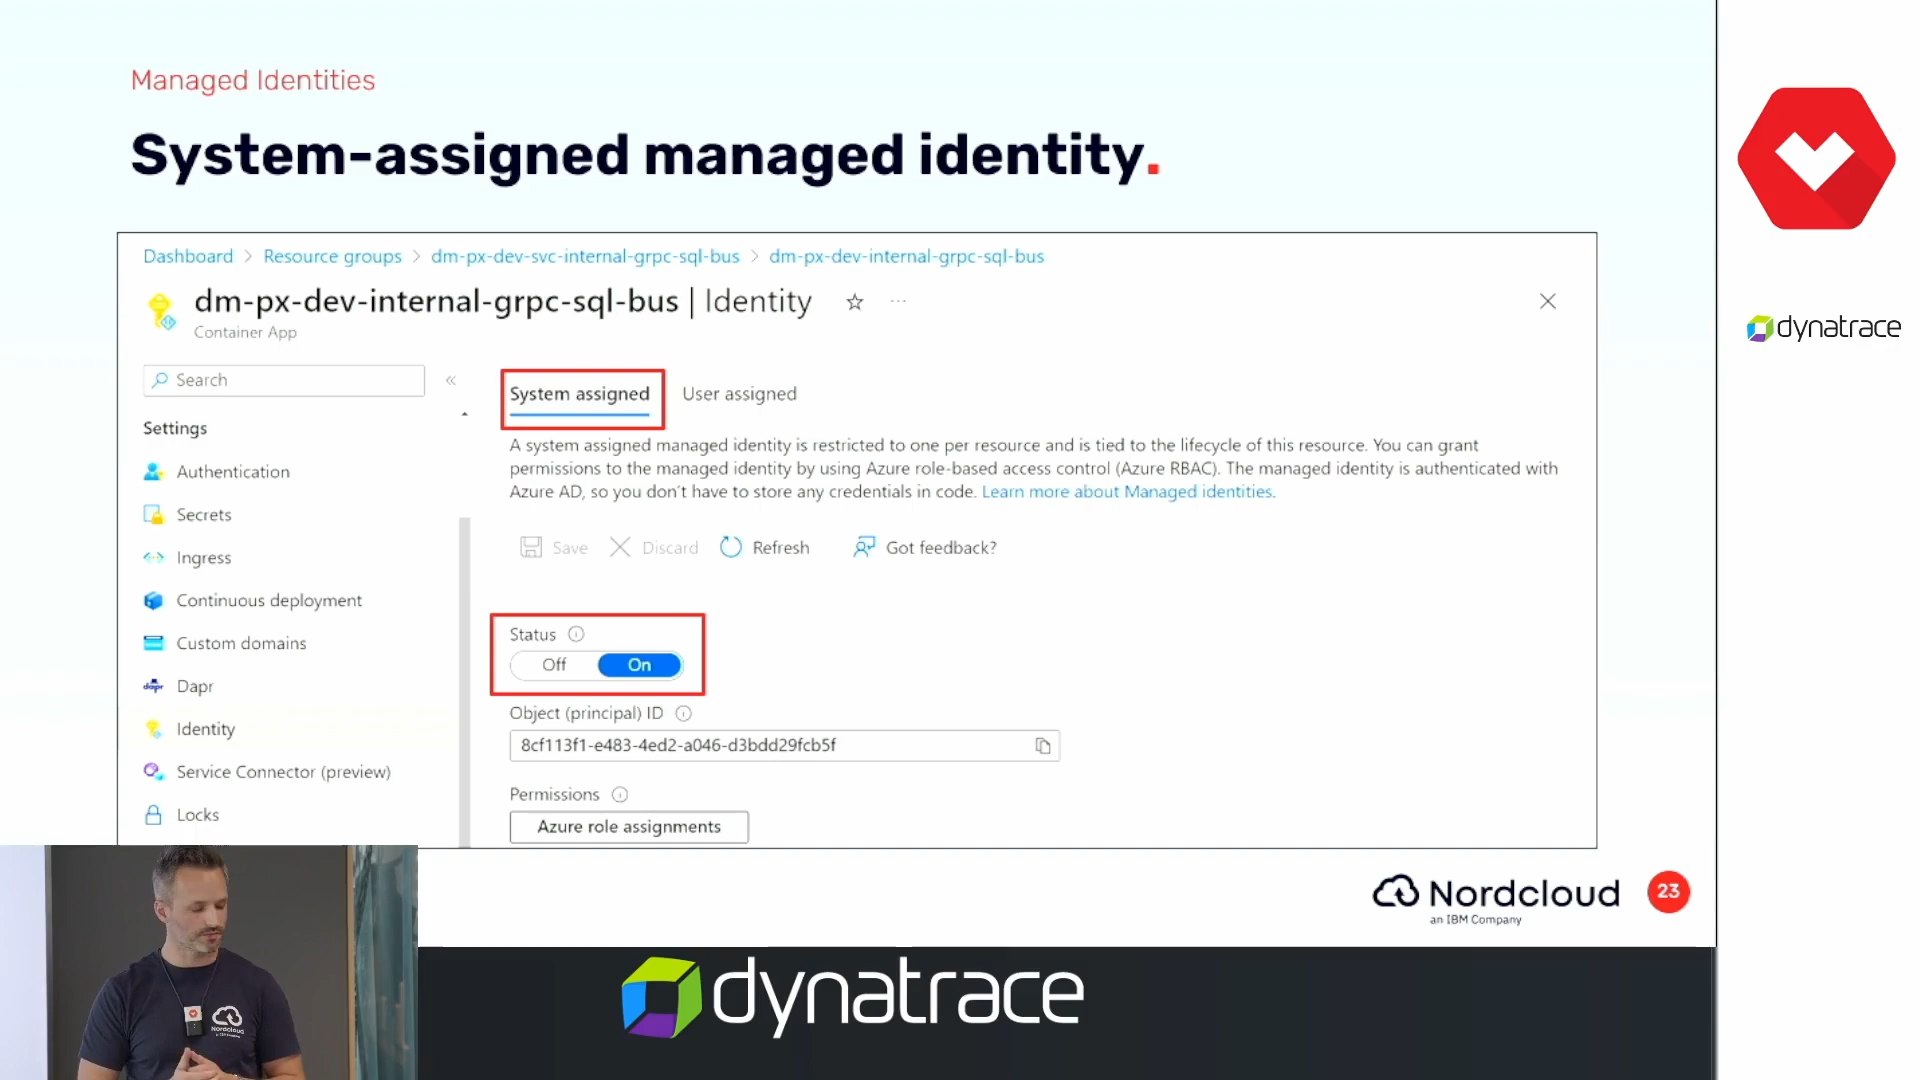 Managed Identities
System-assigned managed identity.
Dashboard > Resource groups > dm-px-dev-svc-internal-grpc-sql-bus > dm-px-dev-internal-grpc-sql-bus
dm-px-dev-internal-grpc-sql-bus | Identity
Container App
Search
Settings
Authentication
Secrets
Ingress
Continuous deployment
Custom domains
dapr Dapr
Identity
Service Connector (preview)
Locks
System assigned User assigned
A system assigned managed identity is restricted to one per resource and is tied to the lifecycle of this resource. You can grant
permissions to the managed identity by using Azure role-based access control (Azure RBAC). The managed identity is authenticated with
Azure AD, so you don't have to store any credentials in code. Learn more about Managed identities.
Save Discard Refresh Got feedback?
Status
Off On
Object (principal) ID
8cf113f1-e483-4ed2-a046-d3bdd29fcb5f
Permissions
Azure role assignments
Nordcloud
an IBM Company
23
dynatrace
dynatrace
Nordcloud